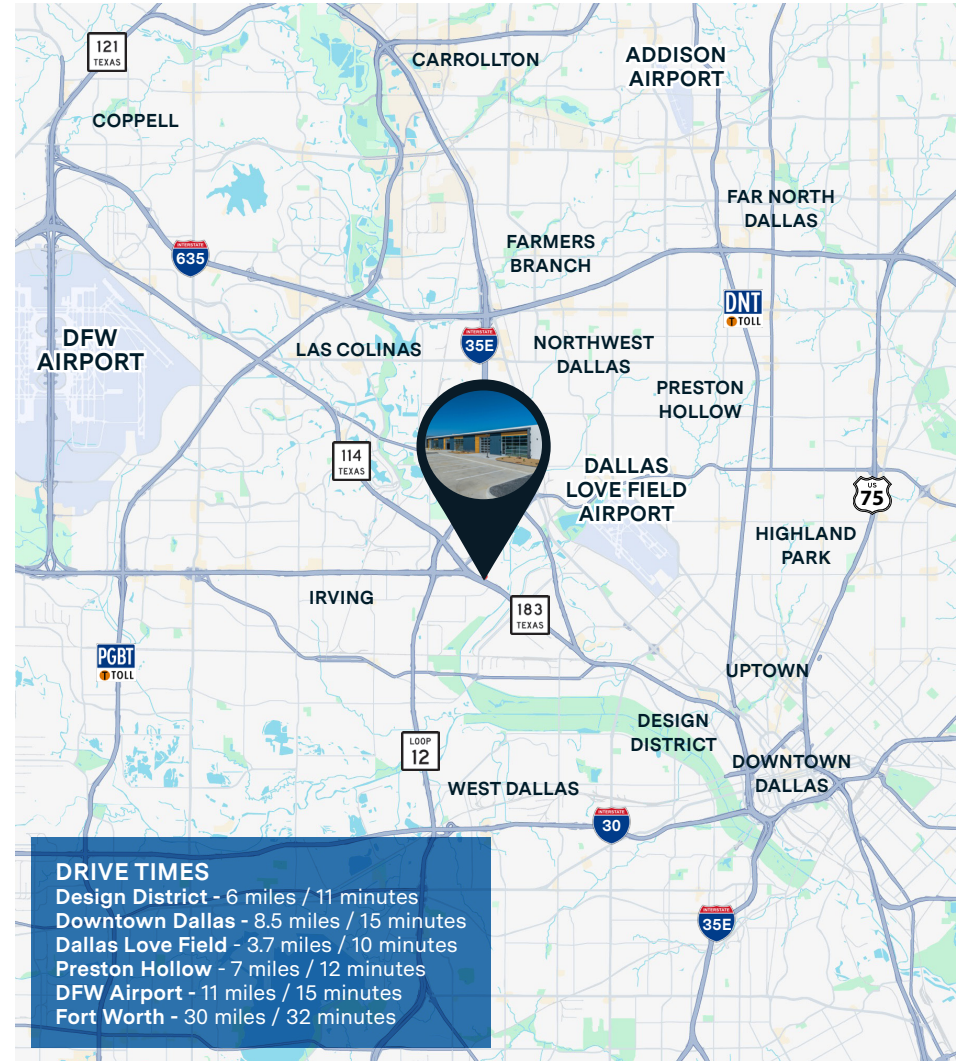 121
TEXAS
CARROLLTON
ADDISON
AIRPORT
COPPELL
FAR NORTH
DALLAS
FARMERS
BRANCH
INTERSTATE
635
DNT
T TOLL
DFW
AIRPORT
LAS COLINAS
INTERSTATE
35E
NORTHWEST
DALLAS
PRESTON
HOLLOW
114
TEXAS
DALLAS
LOVE FIELD
AIRPORT
US
75
HIGHLAND
PARK
IRVING
183
TEXAS
PGBT
T TOLL
UPTOWN
DESIGN
DISTRICT
LOOP
12
DOWNTOWN
DALLAS
WEST DALLAS
INTERSTATE
30
INTERSTATE
35E
DRIVE TIMES
Design District - 6 miles / 11 minutes
Downtown Dallas - 8.5 miles / 15 minutes
Dallas Love Field - 3.7 miles / 10 minutes
Preston Hollow - 7 miles / 12 minutes
DFW Airport - 11 miles / 15 minutes
Fort Worth - 30 miles / 32 minutes